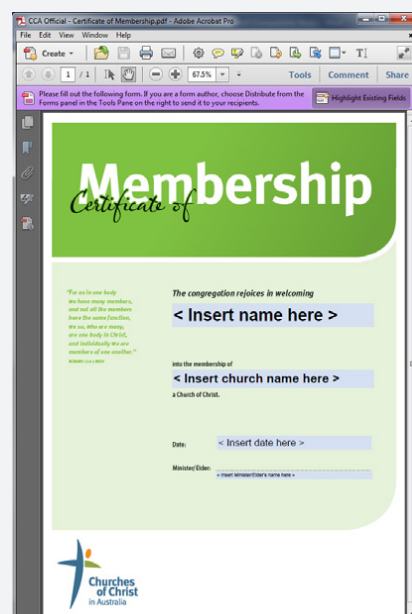 CCA Official - Certificate of Membership.pdf - Adobe Acrobat Pro
File Edit View Window Help
Create
1 / 1
67.5%
Tools Comment Share
Please fill out the following form. If you are a form author, choose Distribute from the
Forms panel in the Tools Pane on the right to send it to your recipients.
Highlight Existing Fields
Membership
Certificate of
"For as in one body
we have many members,
and not all the members
have the same function,
we so, who are many,
are one body in Christ,
and individually we are
members of one another."
The congregation rejoices in welcoming
< Insert name here >
into the membership of
< Insert church name here >
a Church of Christ.
Date:
< Insert date here >
Minister/Elder:
< Insert Minister/Elder's name here >
Churches
of Christ
in Australia